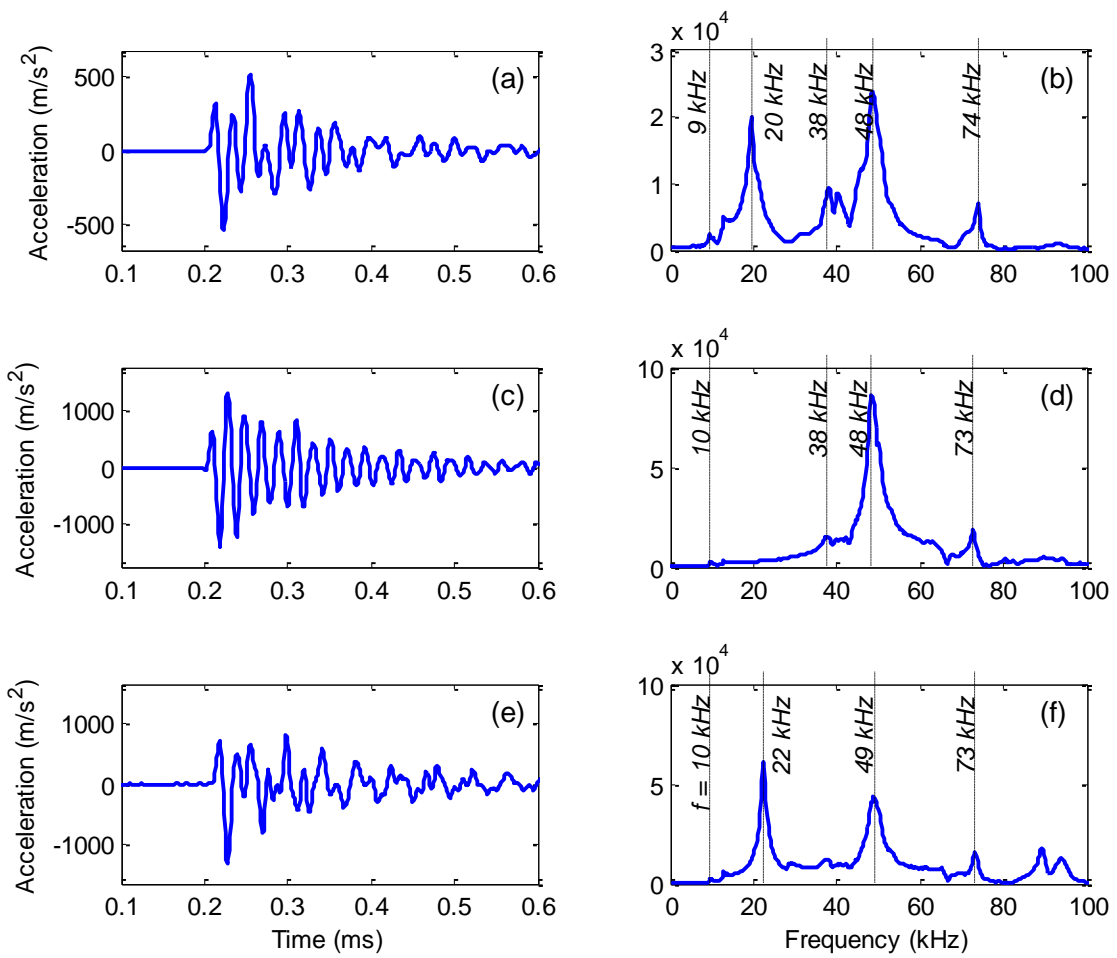 x 10^4
Acceleration (m/s^2)
500
0
-500
(a)
0.1 0.2 0.3 0.4 0.5 0.6
3
2
1
0
9 kHz
20 kHz
38 kHz
48 kHz
74 kHz
(b)
0 20 40 60 80 100
x 10^4
Acceleration (m/s^2)
1000
0
-1000
(c)
0.1 0.2 0.3 0.4 0.5 0.6
10
5
0
10 kHz
38 kHz
48 kHz
73 kHz
(d)
0 20 40 60 80 100
x 10^4
Acceleration (m/s^2)
1000
0
-1000
(e)
0.1 0.2 0.3 0.4 0.5 0.6
Time (ms)
10
5
0
f = 10 kHz
22 kHz
49 kHz
73 kHz
(f)
0 20 40 60 80 100
Frequency (kHz)